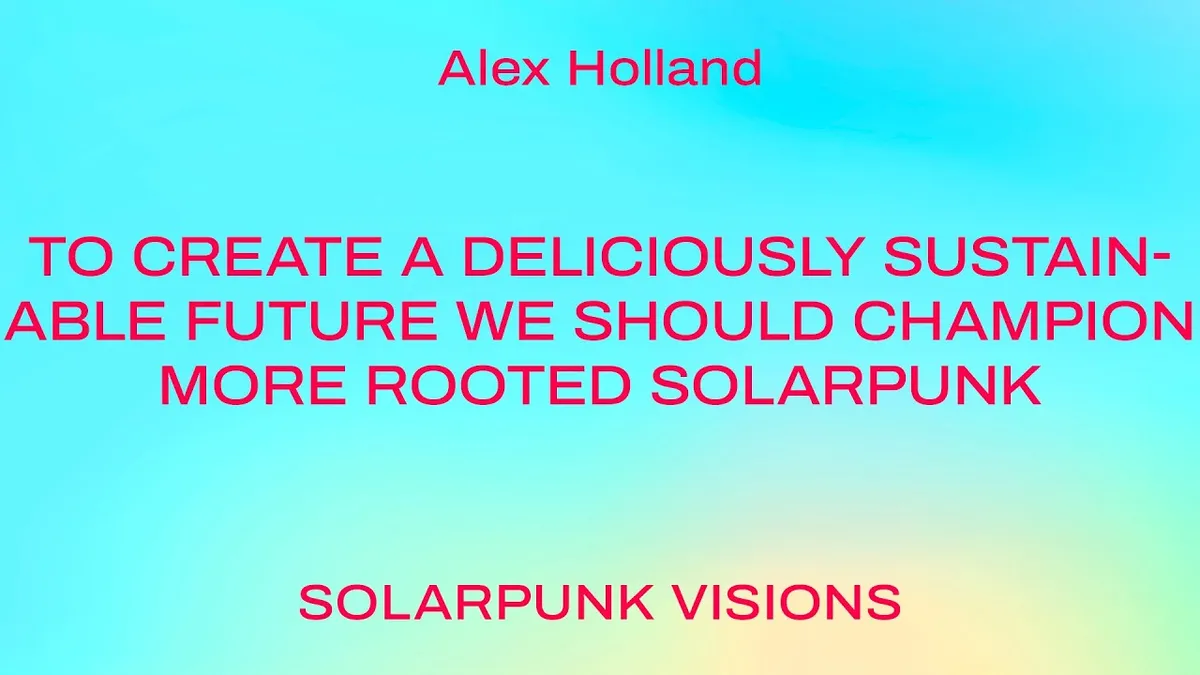 Alex Holland
TO CREATE A DELICIOUSLY SUSTAIN-
ABLE FUTURE WE SHOULD CHAMPION
MORE ROOTED SOLARPUNK
SOLARPUNK VISIONS